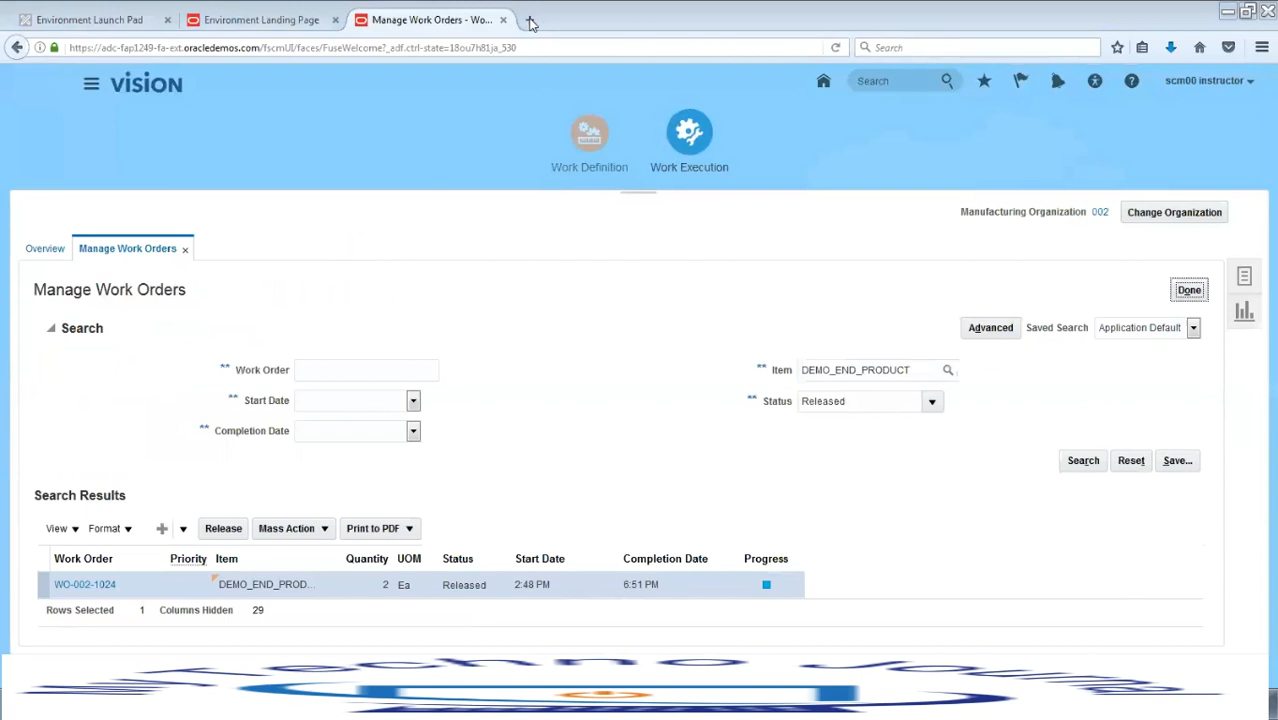 Environment Launch Pad
Environment Landing Page
Manage Work Orders - Wo...
https://adc-fap1249-fa-ext.oracledemos.com/fscmUI/faces/FuseWelcome?_adf.ctrl-state=18ou7h81ja_530
Search
vision
Search
scm00 instructor
Work Definition
Work Execution
Manufacturing Organization 002 Change Organization
Overview
Manage Work Orders
Manage Work Orders
Done
Search
Advanced Saved Search Application Default
** Work Order
** Item DEMO_END_PRODUCT
** Start Date
** Status Released
** Completion Date
Search Reset Save...
Search Results
View Format Release Mass Action Print to PDF
Work Order Priority Item Quantity UOM Status Start Date Completion Date Progress
WO-002-1024 DEMO_END_PROD... 2 Ea Released 2:48 PM 6:51 PM
Rows Selected 1 Columns Hidden 29